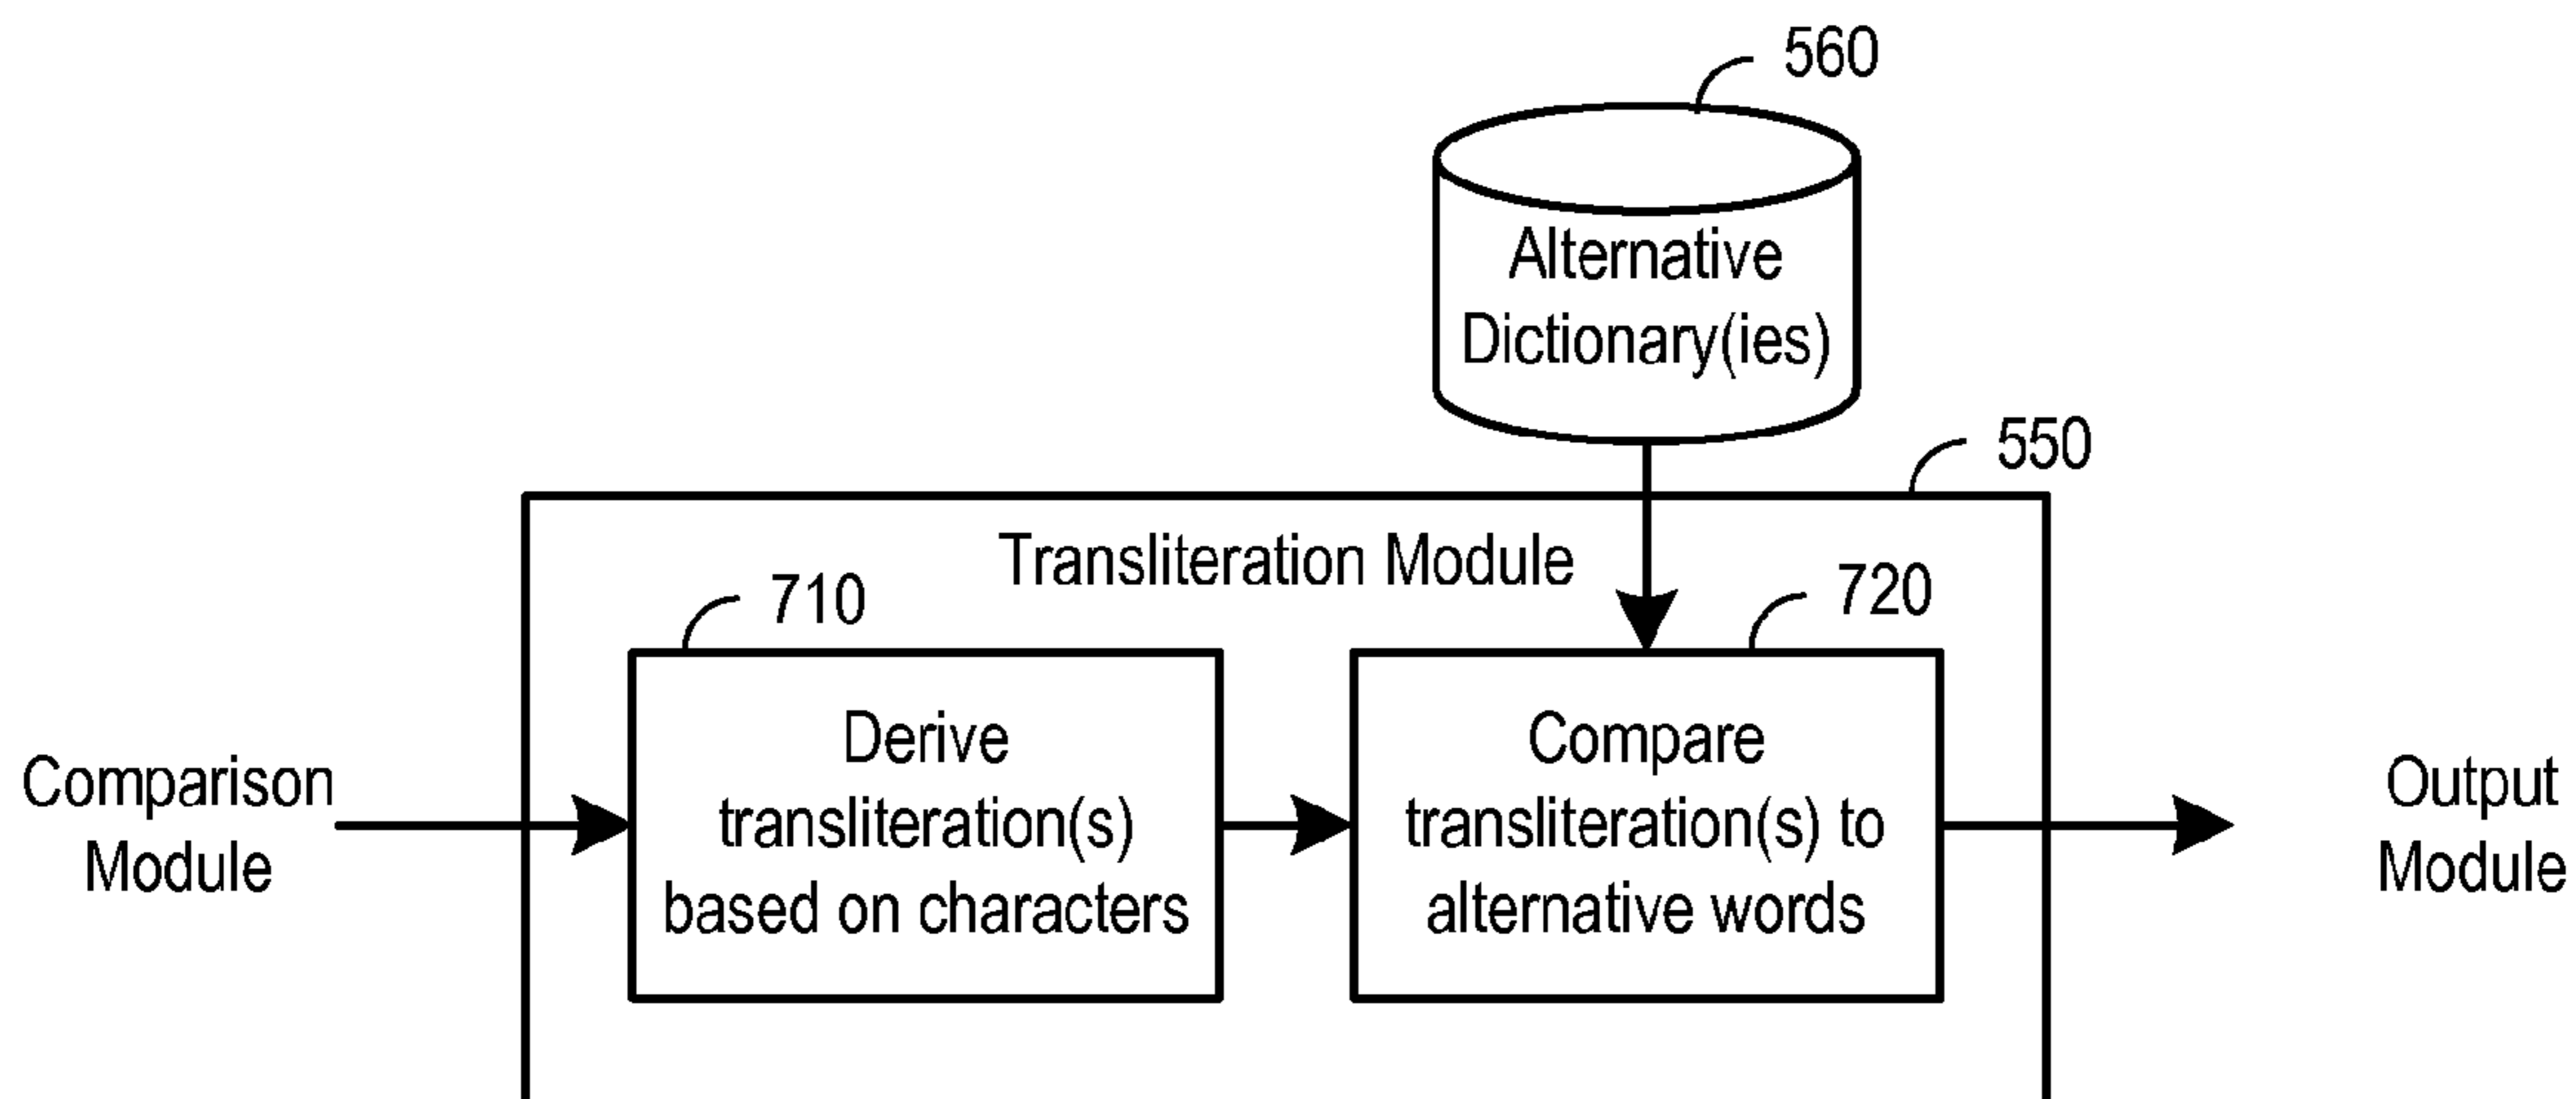 560
Alternative
Dictionary(ies)
550
Transliteration Module
710
720
Comparison
Module
Derive
transliteration(s)
based on characters
Compare
transliteration(s) to
alternative words
Output
Module